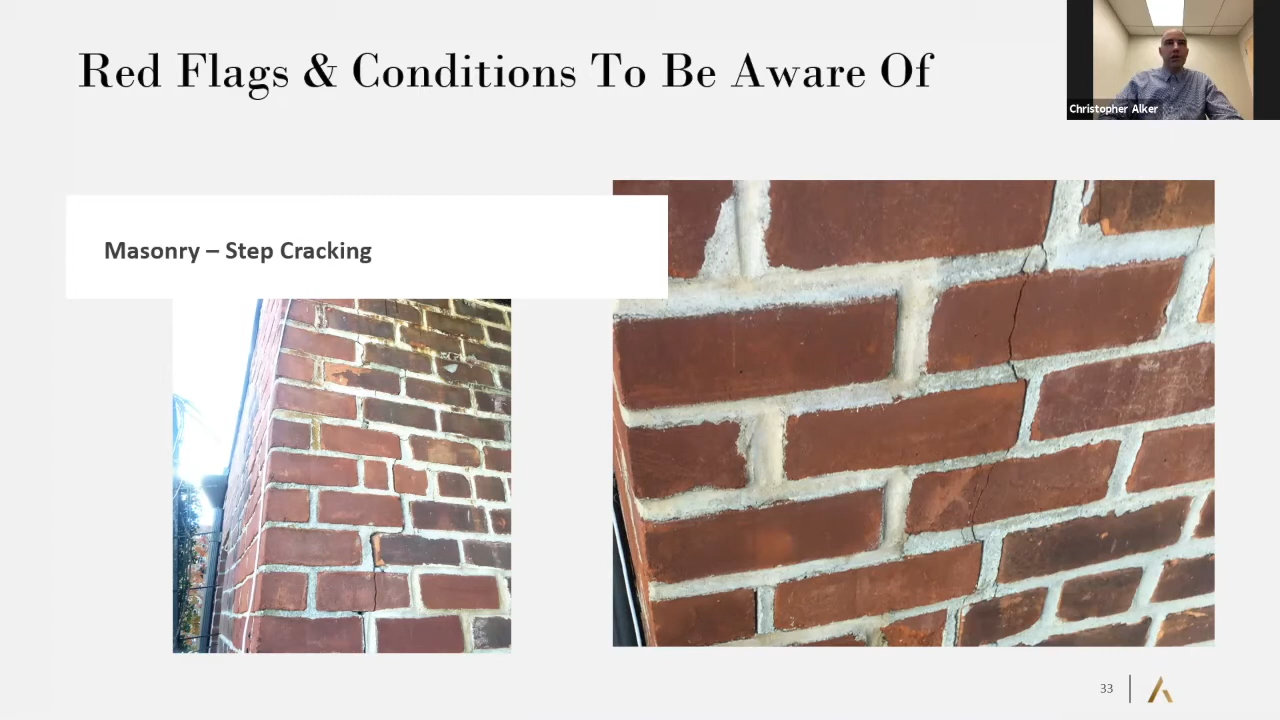 Red Flags & Conditions To Be Aware Of
Christopher Alker
Masonry – Step Cracking
33